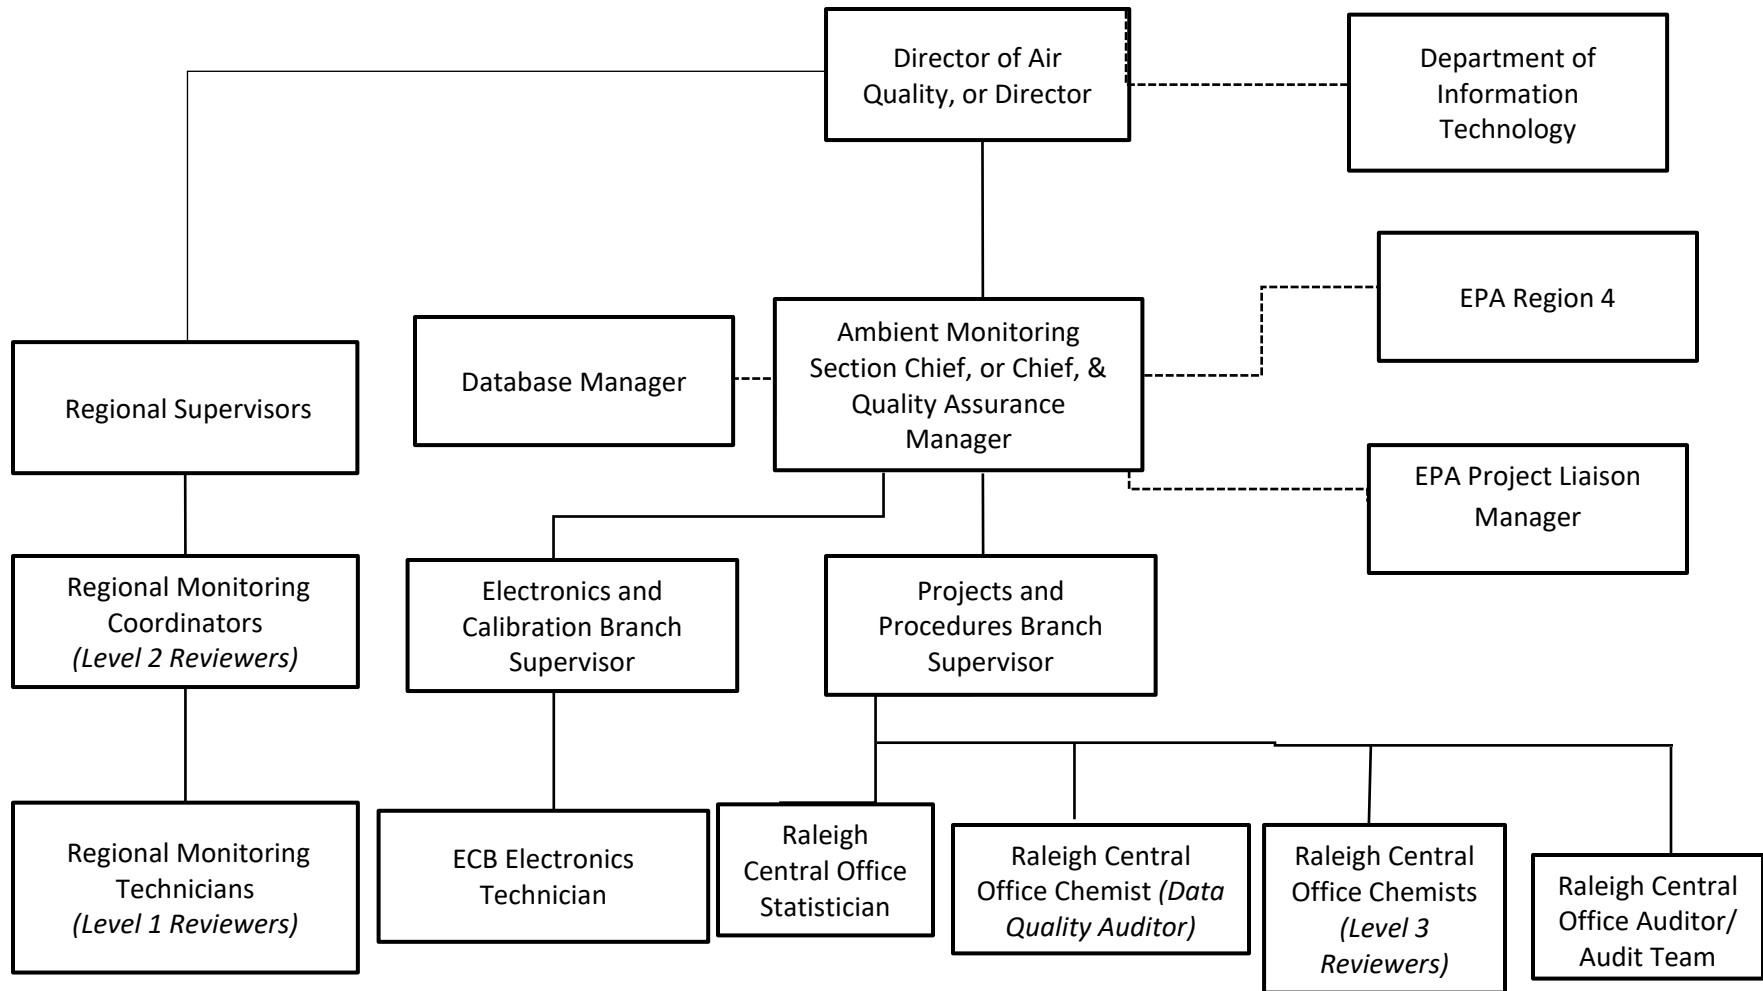 Director of Air
Quality, or Director
Department of
Information
Technology
EPA Region 4
Ambient Monitoring
Section Chief, or Chief, &
Quality Assurance
Manager
Database Manager
Regional Supervisors
EPA Project Liaison
Manager
Regional Monitoring
Coordinators
(Level 2 Reviewers)
Electronics and
Calibration Branch
Supervisor
Projects and
Procedures Branch
Supervisor
Regional Monitoring
Technicians
(Level 1 Reviewers)
ECB Electronics
Technician
Raleigh
Central Office
Statistician
Raleigh Central
Office Chemist (Data
Quality Auditor)
Raleigh Central
Office Chemists
(Level 3
Reviewers)
Raleigh Central
Office Auditor/
Audit Team